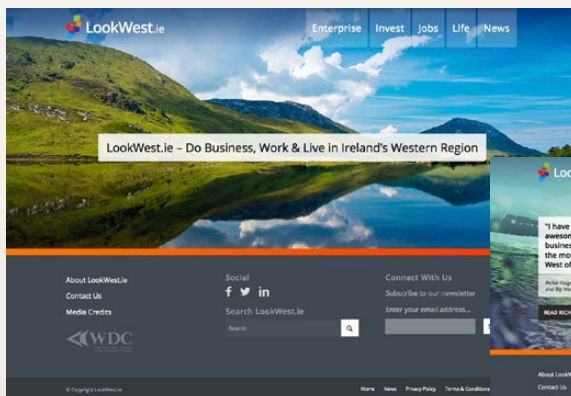 LookWest.ie
Enterprise Invest Jobs Life News
LookWest.ie – Do Business, Work & Live in Ireland's Western Region
About LookWest.ie
Contact Us
Media Credits
WDC
Social
Search LookWest.ie
Search
Connect With Us
Subscribe to our newsletter
Enter your email address...
© Copyright LookWest.ie
Home News Privacy Policy Terms & Conditions
"I have
the mo
West of
READ RICH
About LookW
Contact Us